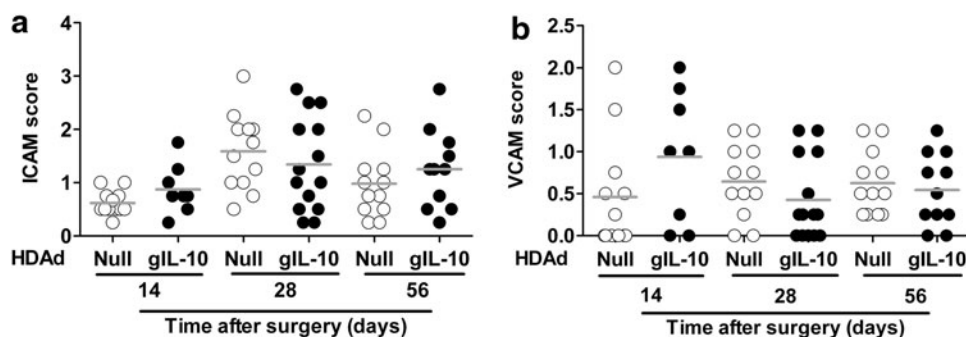 a
ICAM score
4
3
2
1
0
HDAd Null gIL-10 Null gIL-10 Null gIL-10
14 28 56
Time after surgery (days)
b
VCAM score
2.5
2.0
1.5
1.0
0.5
0.0
HDAd Null gIL-10 Null gIL-10 Null gIL-10
14 28 56
Time after surgery (days)